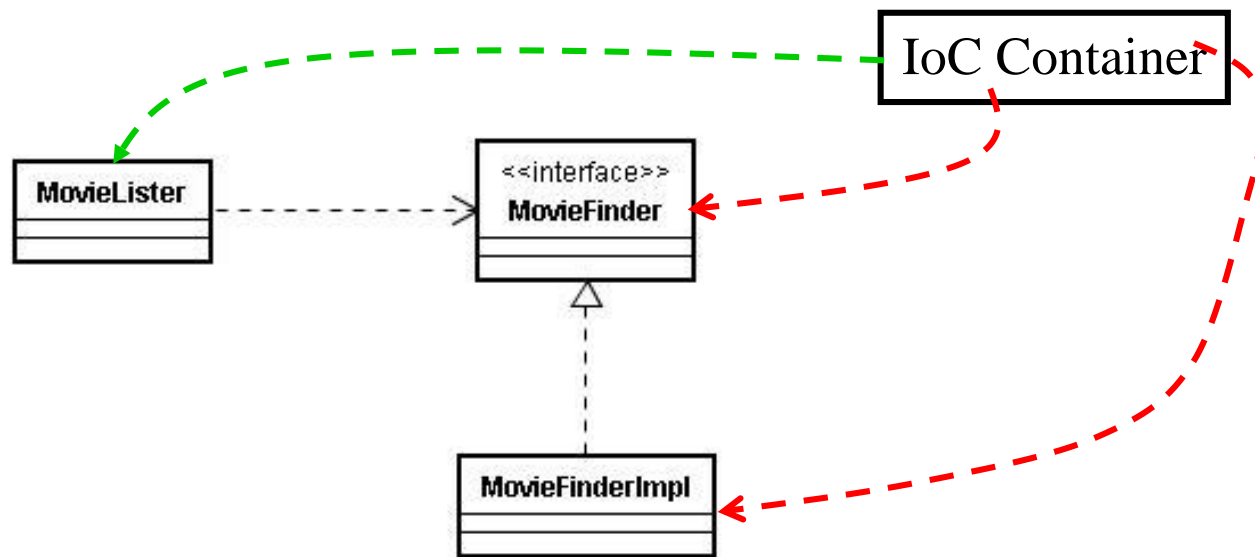 IoC Container
MovieLister
<<interface>>
MovieFinder
MovieFinderImpl